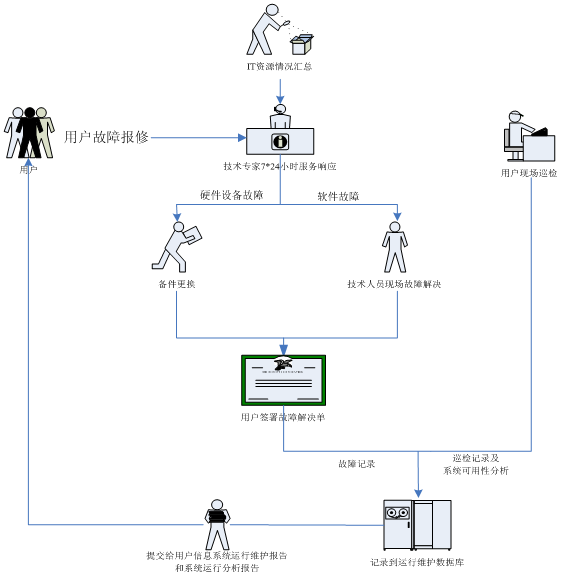 IT资源情况汇总
用户故障报修
用户
技术专家7*24小时服务响应
用户现场巡检
硬件设备故障
软件故障
备件更换
技术人员现场故障解决
用户签署故障解决单
故障记录
巡检记录及
系统可用性分析
提交给用户信息系统运行维护报告
和系统运行分析报告
记录到运行维护数据库